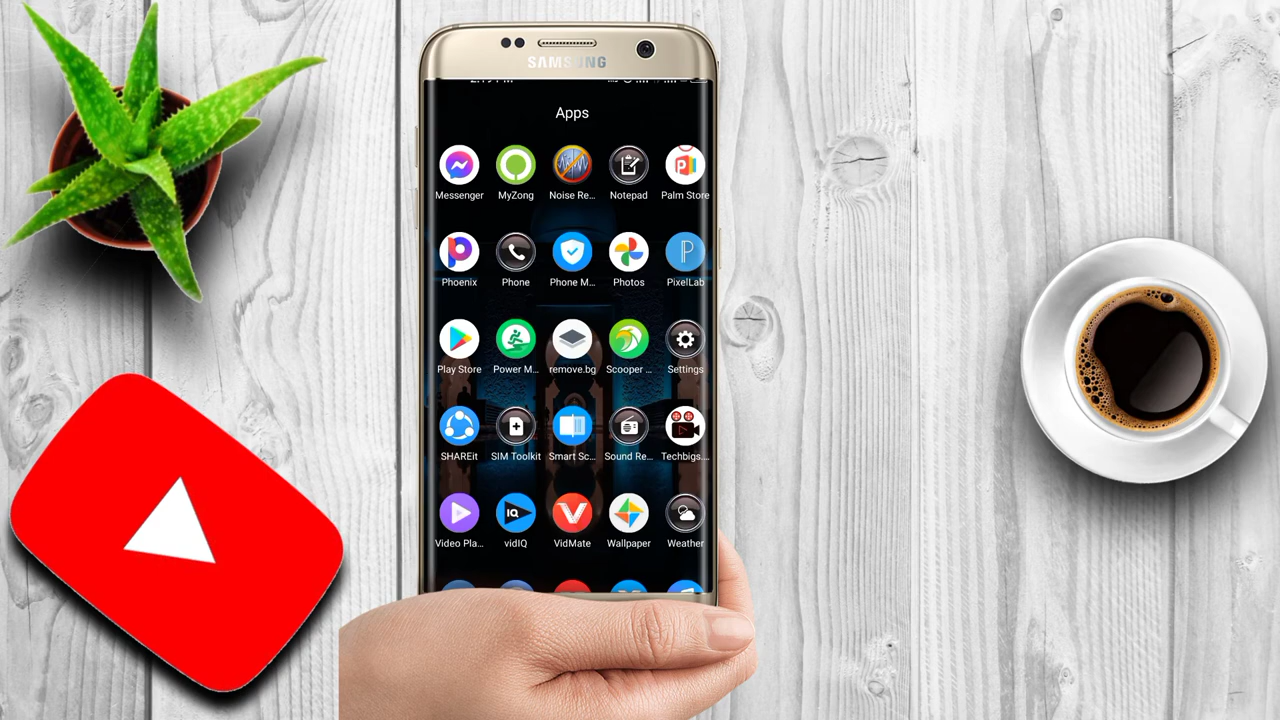 SAMSUNG
Apps
Messenger MyZong Noise Re... Notepad Palm Store
Phoenix Phone Phone M... Photos PixelLab
Play Store Power M... remove.bg Scooper ... Settings
SHAREit SIM Toolkit Smart Sc... Sound Re... Techbigs....
IQ
Video Pla... vidIQ VidMate Wallpaper Weather